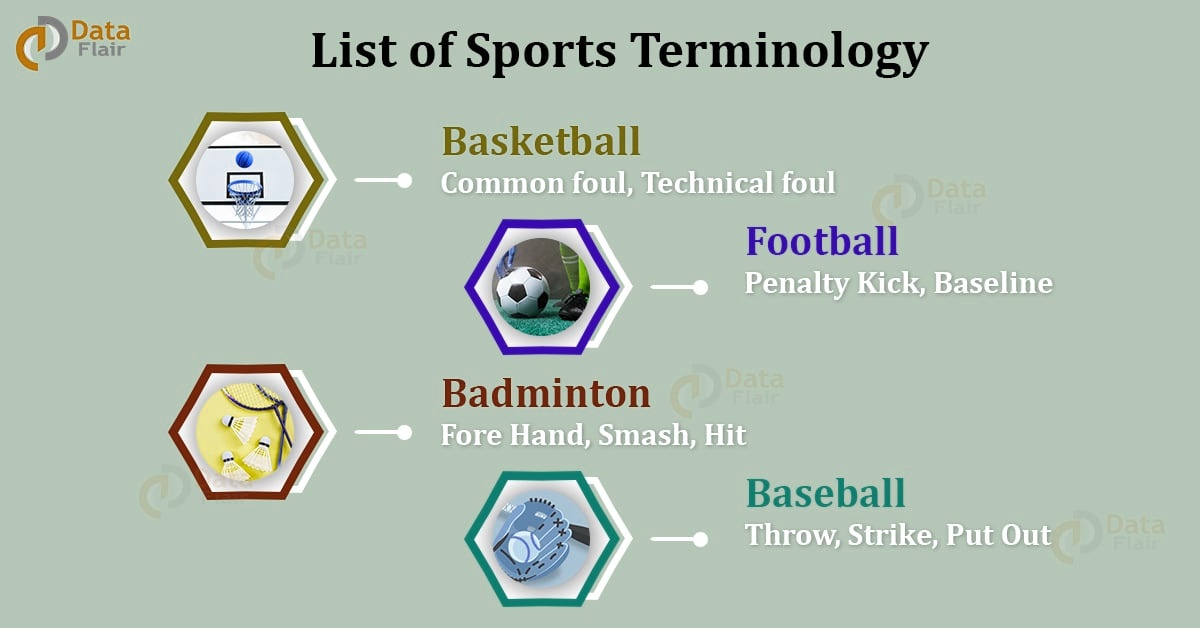 Data
Flair
List of Sports Terminology
Basketball
Common foul, Technical foul
Data
Flair
Data
Flair
Football
Penalty Kick, Baseline
Badminton
Fore Hand, Smash, Hit
Data
Flair
Data
Baseball
Throw, Strike, Put Out
Data
Flair